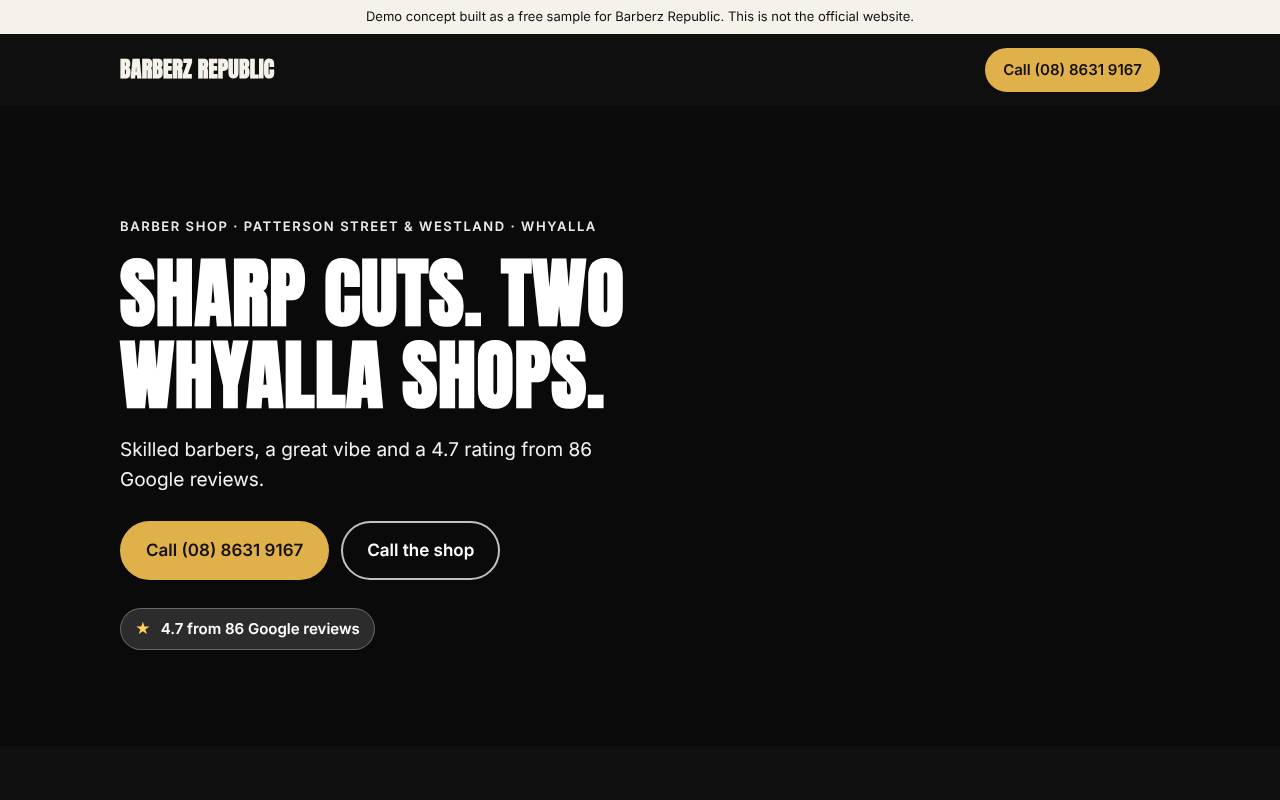 Demo concept built as a free sample for Barberz Republic. This is not the official website.
BARBERZ REPUBLIC
Call (08) 8631 9167
BARBER SHOP · PATTERSON STREET & WESTLAND · WHYALLA
SHARP CUTS. TWO
WHYALLA SHOPS.
Skilled barbers, a great vibe and a 4.7 rating from 86
Google reviews.
Call (08) 8631 9167
Call the shop
★ 4.7 from 86 Google reviews